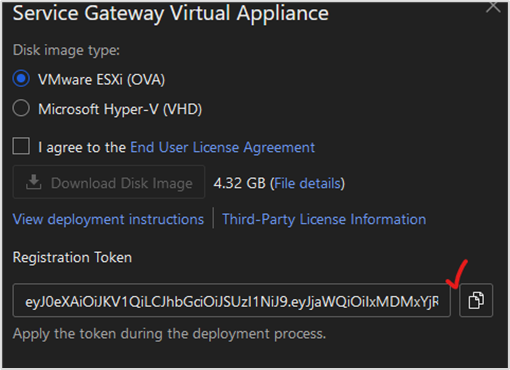 Service Gateway Virtual Appliance
Disk image type:
VMware ESXi (OVA)
Microsoft Hyper-V (VHD)
I agree to the End User License Agreement
Download Disk Image 4.32 GB (File details)
View deployment instructions Third-Party License Information
Registration Token
eyJ0eXAiOiJKV1QiLCJhbGciOiJSUzI1NiJ9.eyJjaWQiOiIxMDMxYjR
Apply the token during the deployment process.